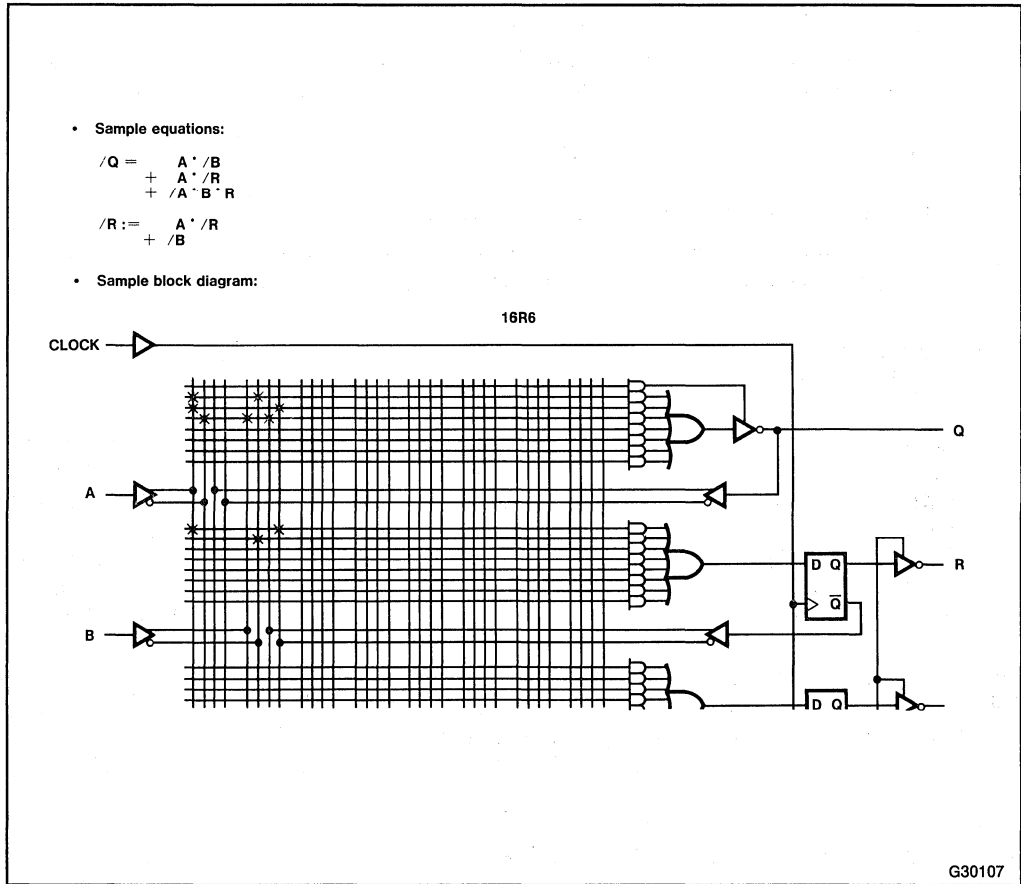 • Sample equations:
/Q = A * /B
+ A * /R
+ /A * B * R
/R := A * /R
+ /B
• Sample block diagram:
16R6
CLOCK
Q
A
D Q
R
Q̅
B
D Q
G30107